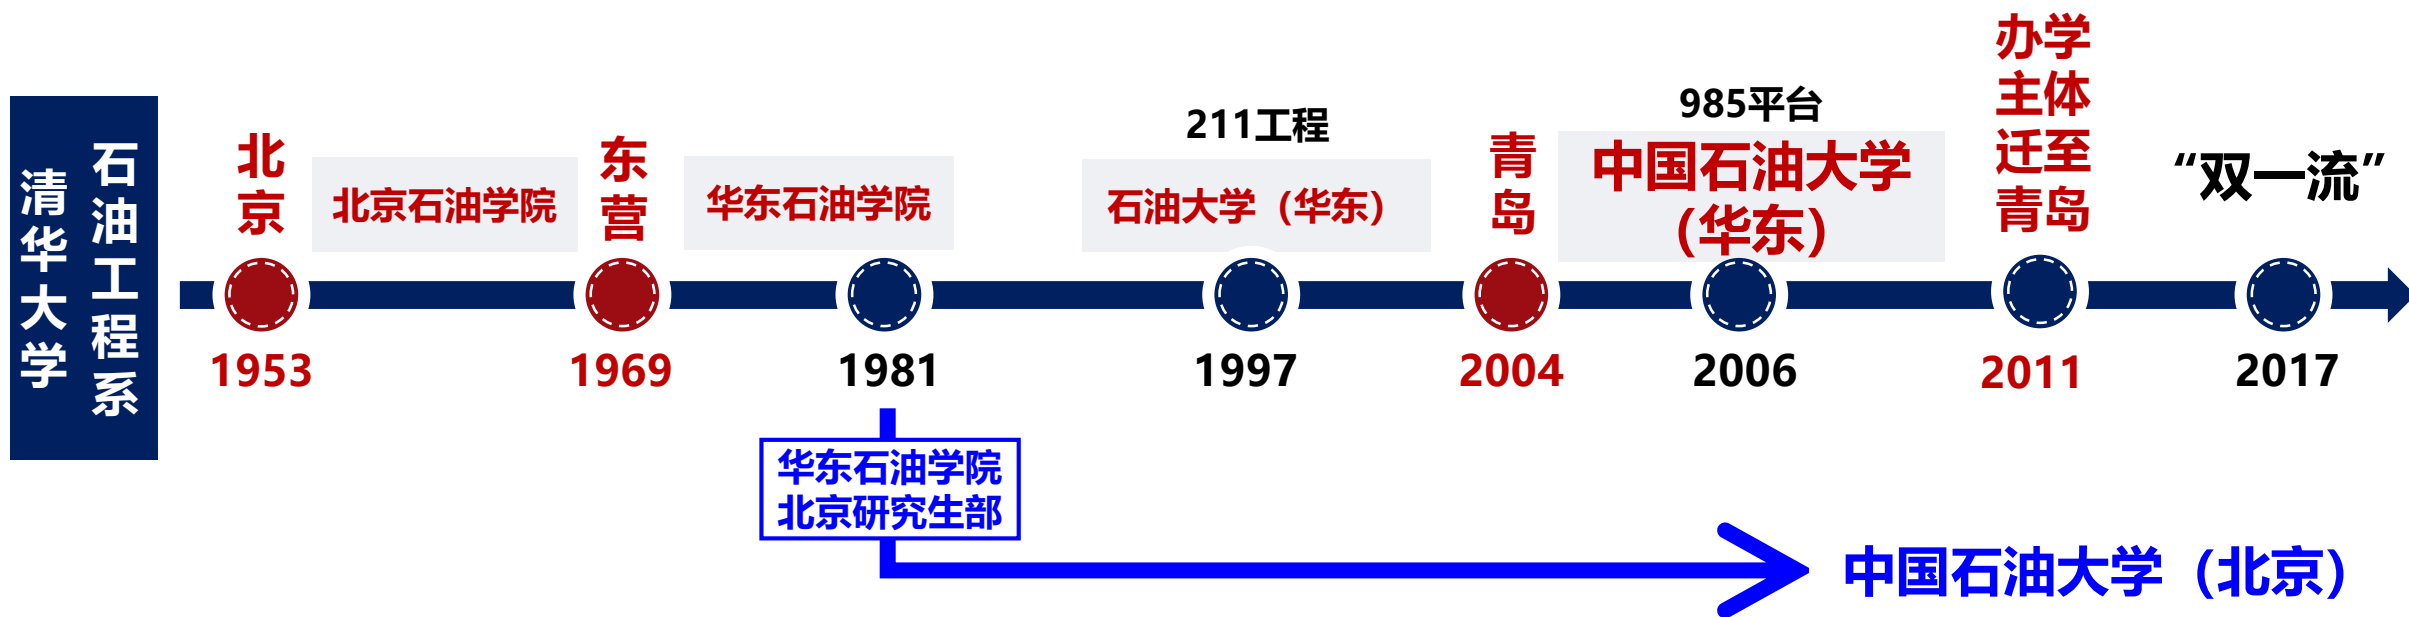 清华大学
石油工程系
北京
1953
北京石油学院
东营
1969
华东石油学院
1981
211工程
石油大学（华东）
1997
青岛
2004
985平台
中国石油大学
（华东）
2006
办学
主体
迁至
青岛
2011
“双一流”
2017
华东石油学院
北京研究生部
中国石油大学（北京）